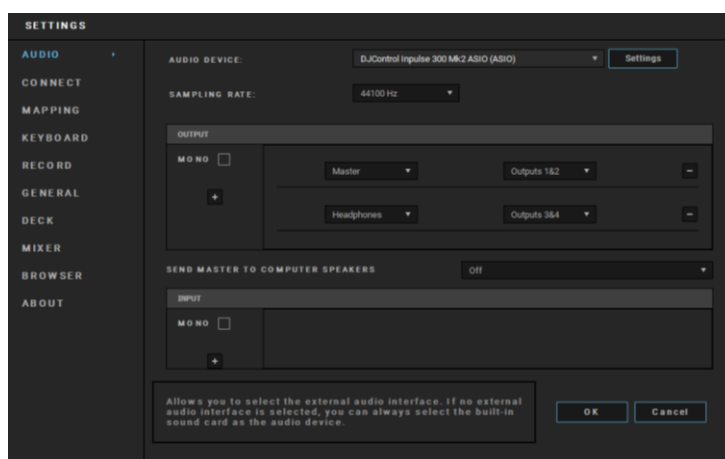 SETTINGS
AUDIO
CONNECT
MAPPING
KEYBOARD
RECORD
GENERAL
DECK
MIXER
BROWSER
ABOUT
AUDIO DEVICE: DJControl Inpulse 300 Mk2 ASIO (ASIO) Settings
SAMPLING RATE: 44100 Hz
OUTPUT
MONO
Master Outputs 1&2
Headphones Outputs 3&4
SEND MASTER TO COMPUTER SPEAKERS Off
INPUT
MONO
Allows you to select the external audio interface. If no external
audio interface is selected, you can always select the built-in
sound card as the audio device.
OK Cancel